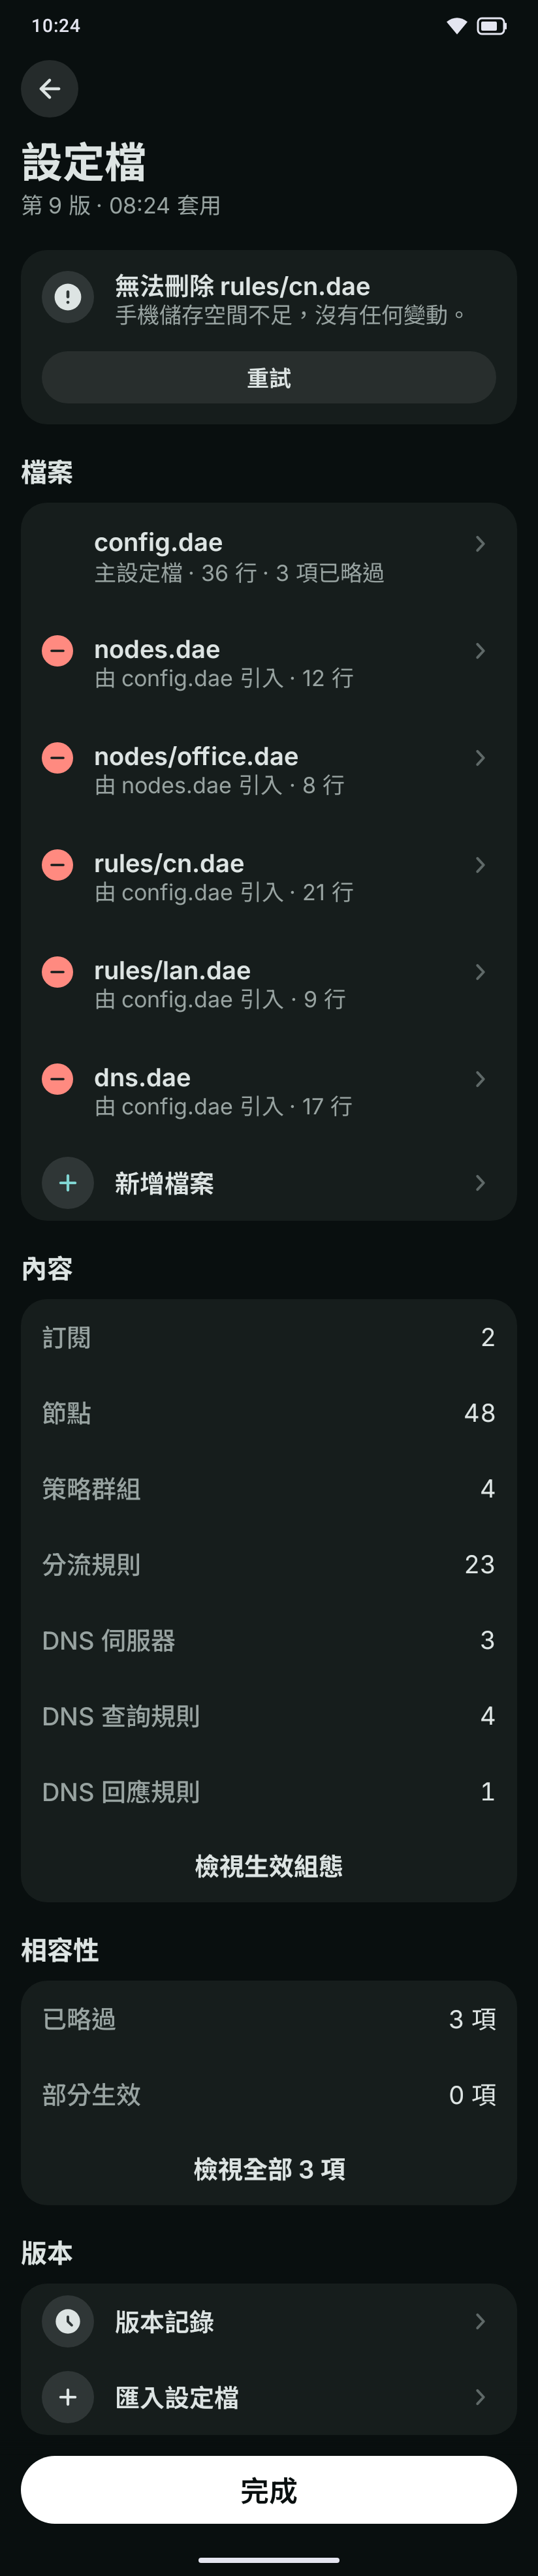 10:24
設定檔
第 9 版 · 08:24 套用
無法刪除 rules/cn.dae
手機儲存空間不足，沒有任何變動。
重試
檔案
config.dae
主設定檔 · 36 行 · 3 項已略過
nodes.dae
由 config.dae 引入 · 12 行
nodes/office.dae
由 nodes.dae 引入 · 8 行
rules/cn.dae
由 config.dae 引入 · 21 行
rules/lan.dae
由 config.dae 引入 · 9 行
dns.dae
由 config.dae 引入 · 17 行
新增檔案
內容
訂閱 2
節點 48
策略群組 4
分流規則 23
DNS 伺服器 3
DNS 查詢規則 4
DNS 回應規則 1
檢視生效組態
相容性
已略過 3 項
部分生效 0 項
檢視全部 3 項
版本
版本記錄
匯入設定檔
完成